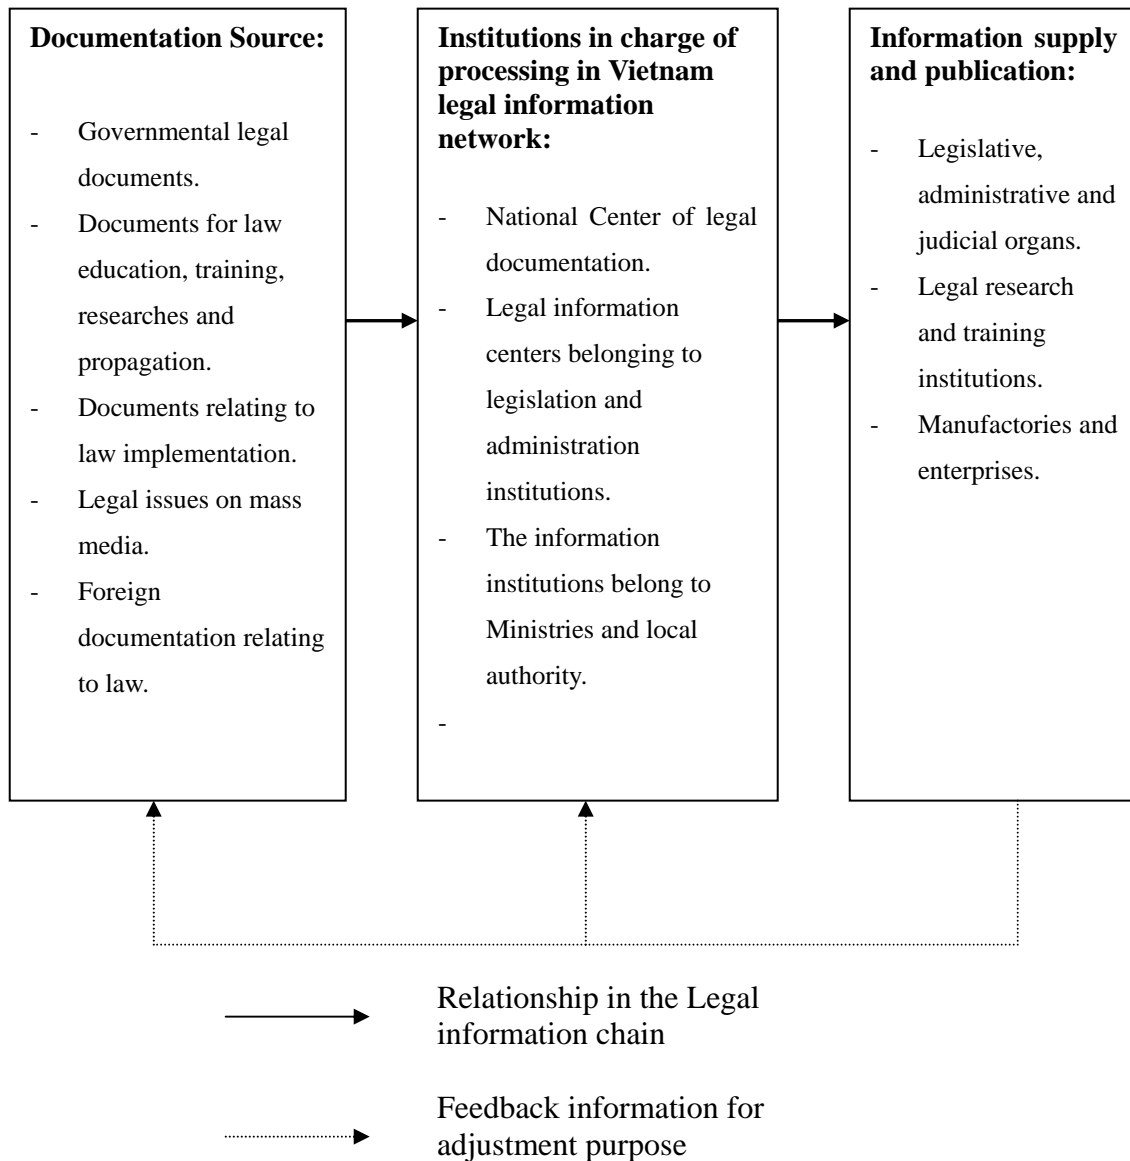 Documentation Source:
- Governmental legal
documents.
- Documents for law
education, training,
researches and
propagation.
- Documents relating to
law implementation.
- Legal issues on mass
media.
- Foreign
documentation relating
to law.
Institutions in charge of
processing in Vietnam
legal information
network:
- National Center of legal
documentation.
- Legal information
centers belonging to
legislation and
administration
institutions.
- The information
institutions belong to
Ministries and local
authority.
-
Information supply
and publication:
- Legislative,
administrative and
judicial organs.
- Legal research
and training
institutions.
- Manufactories and
enterprises.
Relationship in the Legal
information chain
Feedback information for
adjustment purpose